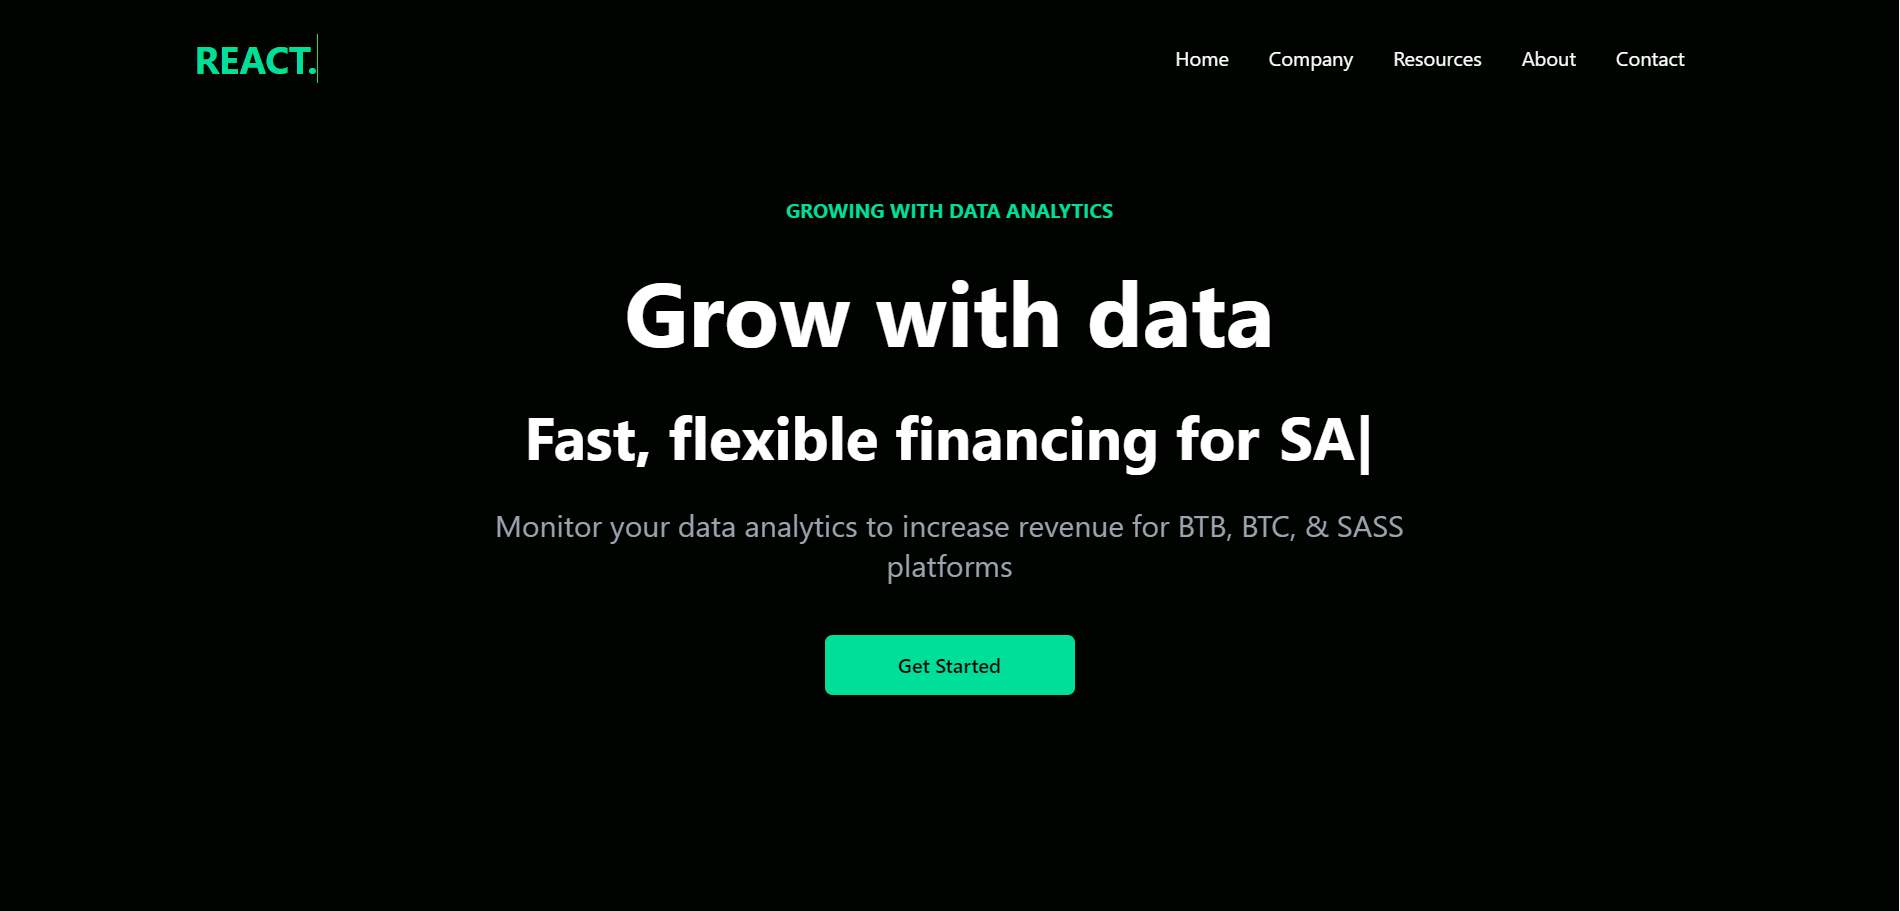 REACT.
Home Company Resources About Contact
GROWING WITH DATA ANALYTICS
Grow with data
Fast, flexible financing for SA|
Monitor your data analytics to increase revenue for BTB, BTC, & SASS
platforms
Get Started